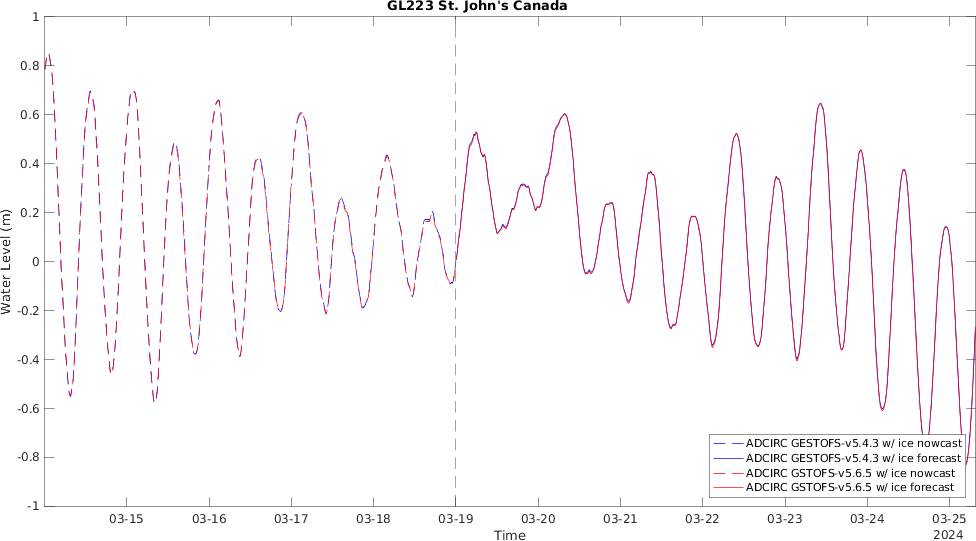 GL223 St. John's Canada
1
0.8
0.6
0.4
0.2
0
-0.2
-0.4
-0.6
-0.8
-1
Water Level (m)
ADCIRC GESTOFS-v5.4.3 w/ ice nowcast
ADCIRC GESTOFS-v5.4.3 w/ ice forecast
ADCIRC GSTOFS-v5.6.5 w/ ice nowcast
ADCIRC GSTOFS-v5.6.5 w/ ice forecast
03-15 03-16 03-17 03-18 03-19 03-20 03-21 03-22 03-23 03-24 03-25
Time 2024